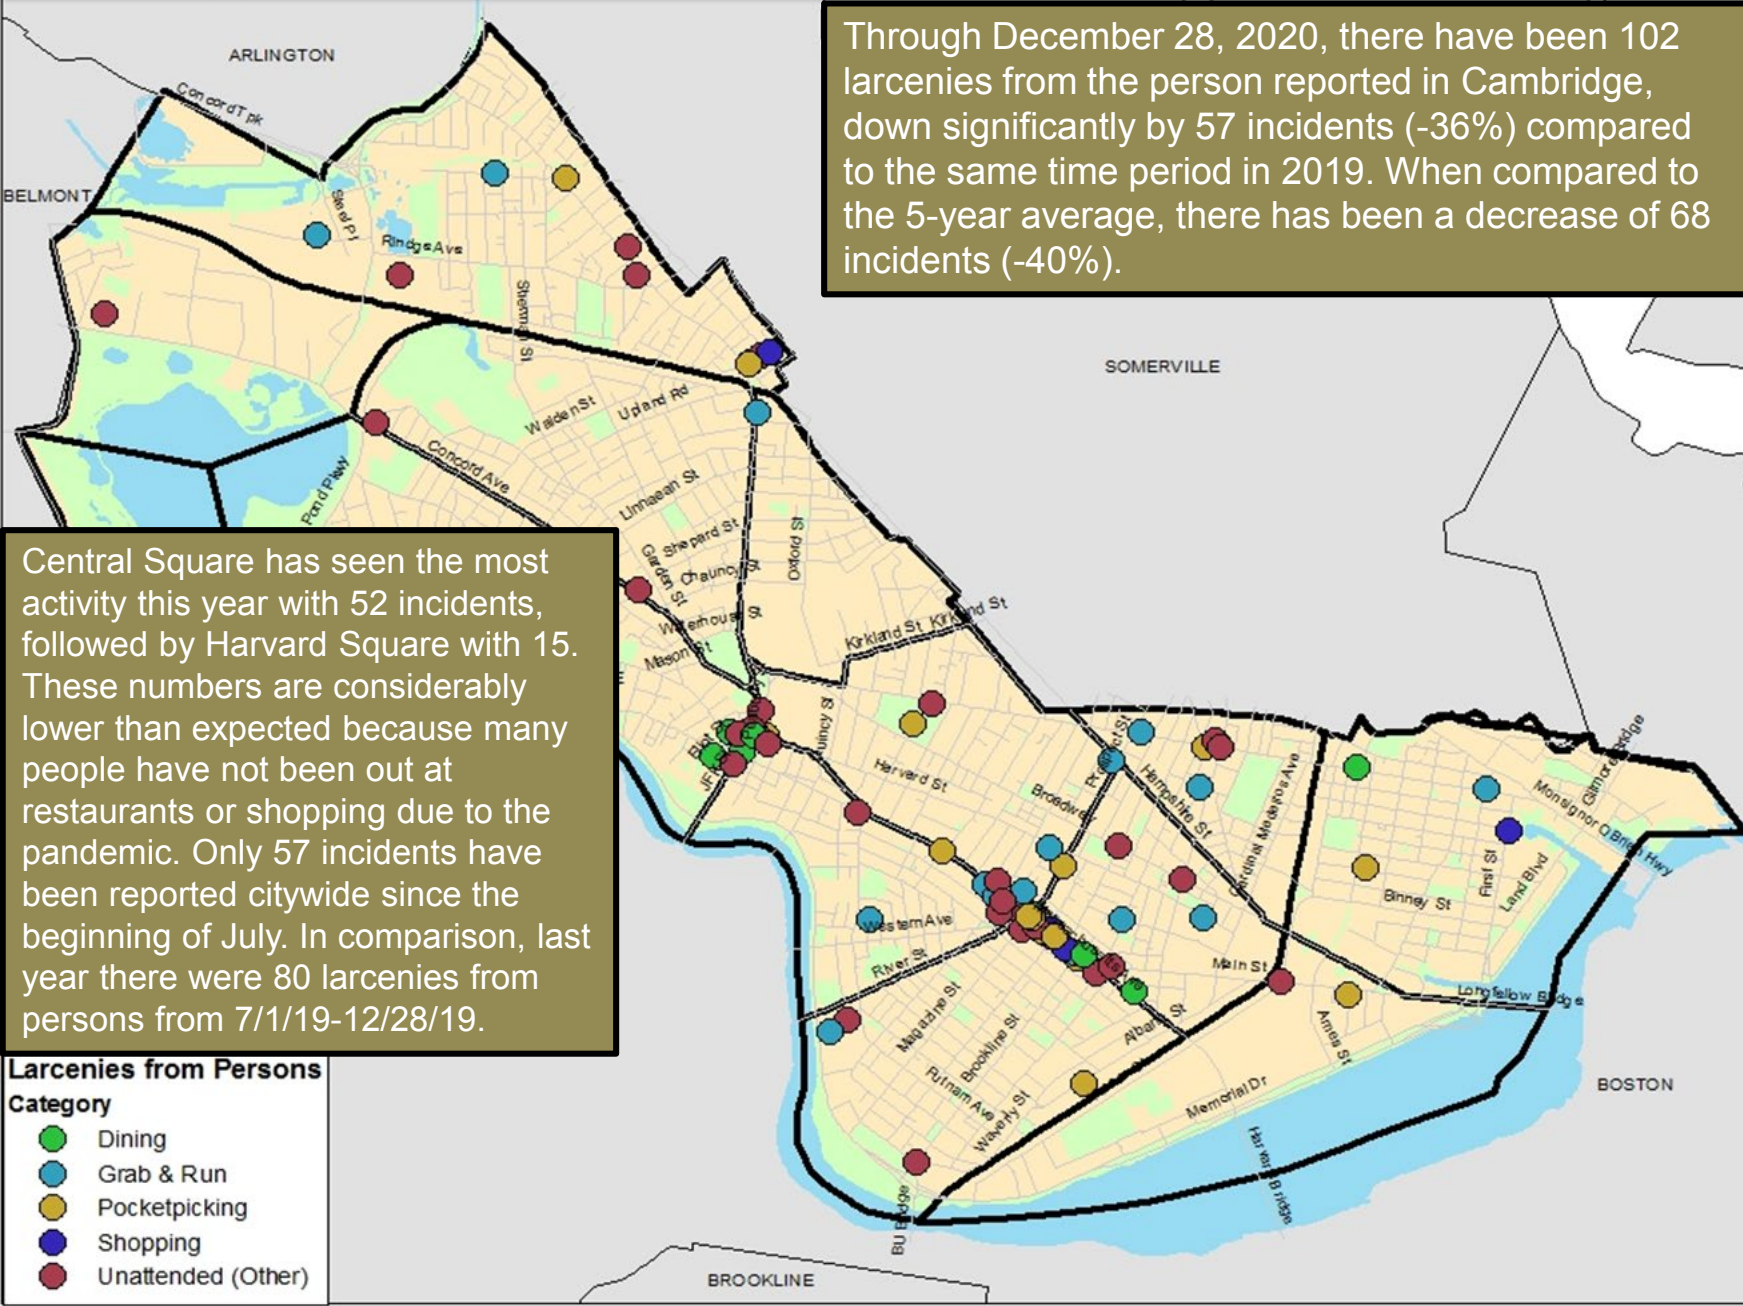 ARLINGTON
Through December 28, 2020, there have been 102
larcenies from the person reported in Cambridge,
down significantly by 57 incidents (-36%) compared
to the same time period in 2019. When compared to
the 5-year average, there has been a decrease of 68
incidents (-40%).
Concord Tpk
BELMONT
Steel Pl
Rindge Ave
Sherman St
SOMERVILLE
Walden St
Upland Rd
Concord Ave
Pond Pkwy
Linnaean St
Shepard St
Oxford St
Garden St
Chauncy St
Waterhouse St
Mason St
Kirkland St
Kirkland St
Central Square has seen the most
activity this year with 52 incidents,
followed by Harvard Square with 15.
These numbers are considerably
lower than expected because many
people have not been out at
restaurants or shopping due to the
pandemic. Only 57 incidents have
been reported citywide since the
beginning of July. In comparison, last
year there were 80 larcenies from
persons from 7/1/19-12/28/19.
Quincy St
Harvard St
Broadway
Prospect St
Hampshire St
Cardinal Medeiros Ave
Gilmore Bridge
Monsignor O'Brien Hwy
First St
Land Blvd
Binney St
Western Ave
River St
Main St
Longfellow Bridge
Magazine St
Brookline St
Albany St
Ames St
Putnam Ave
Waverly St
Memorial Dr
Harvard Bridge
BU Bridge
BOSTON
BROOKLINE
Larcenies from Persons
Category
Dining
Grab & Run
Pocketpicking
Shopping
Unattended (Other)